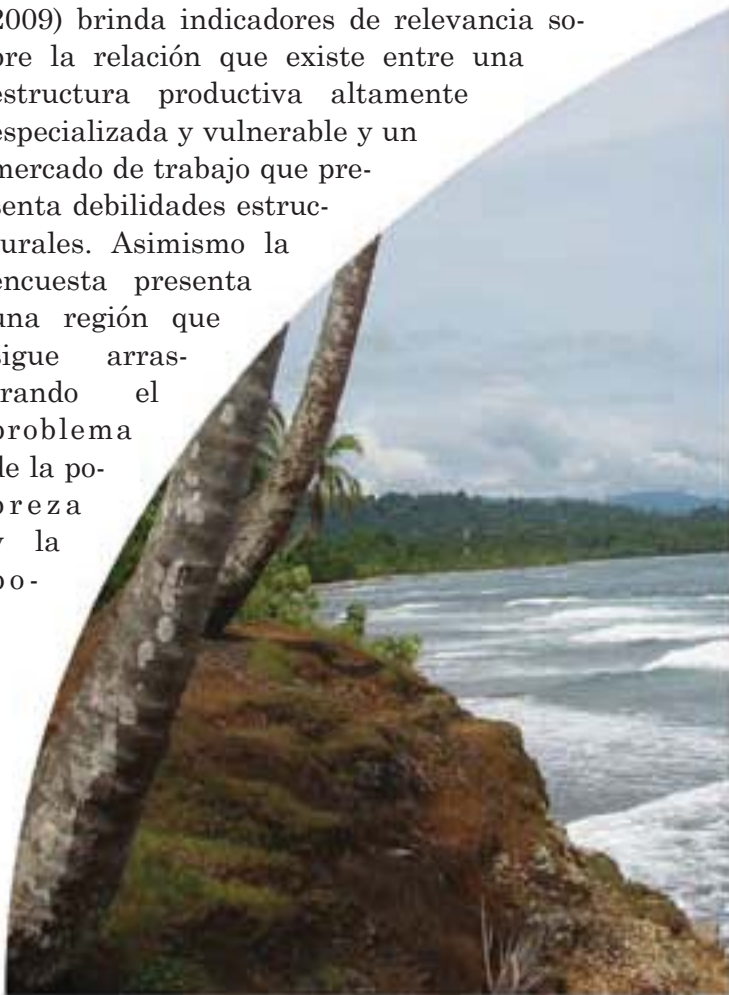 2009) brinda indicadores de relevancia so-
bre la relación que existe entre una
estructura productiva altamente
especializada y vulnerable y un
mercado de trabajo que pre-
senta debilidades estruc-
turales. Asimismo la
encuesta presenta
una región que
sigue arras-
trando el
problema
de la po-
breza
y la
po-